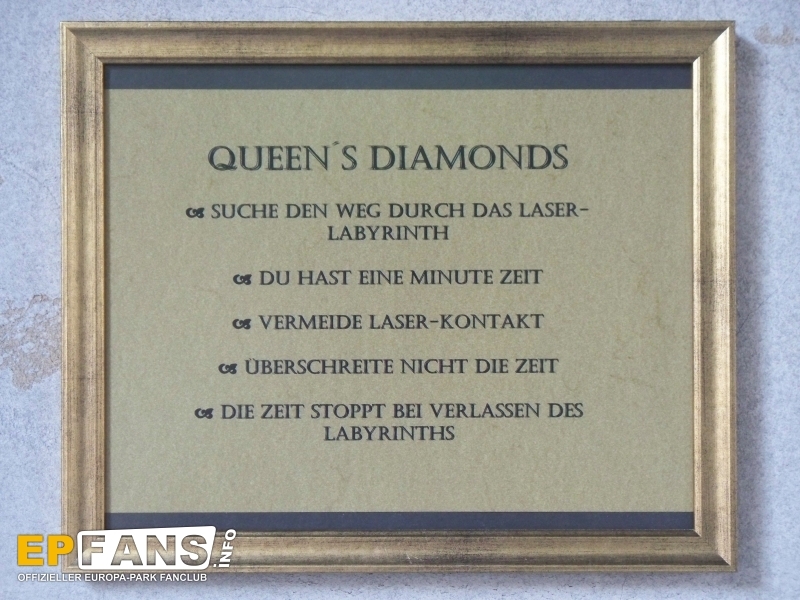 QUEEN´S DIAMONDS
SUCHE DEN WEG DURCH DAS LASER-
LABYRINTH
DU HAST EINE MINUTE ZEIT
VERMEIDE LASER-KONTAKT
ÜBERSCHREITE NICHT DIE ZEIT
DIE ZEIT STOPPT BEI VERLASSEN DES
LABYRINTHS
EPFANS.INFO
OFFIZIELLER EUROPA-PARK FANCLUB